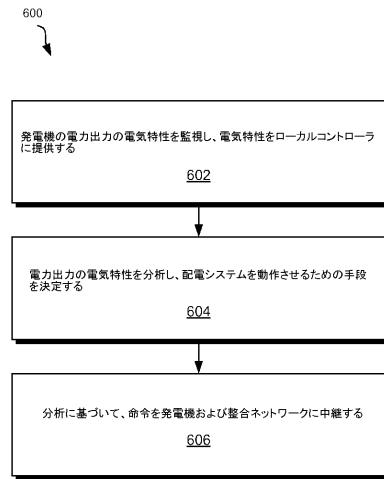 600
発電機の電力出力の電気特性を監視し、電気特性をローカルコントローラ
に提供する
602
電力出力の電気特性を分析し、配電システムを動作させるための手段
を決定する
604
分析に基づいて、命令を発電機および整合ネットワークに中継する
606